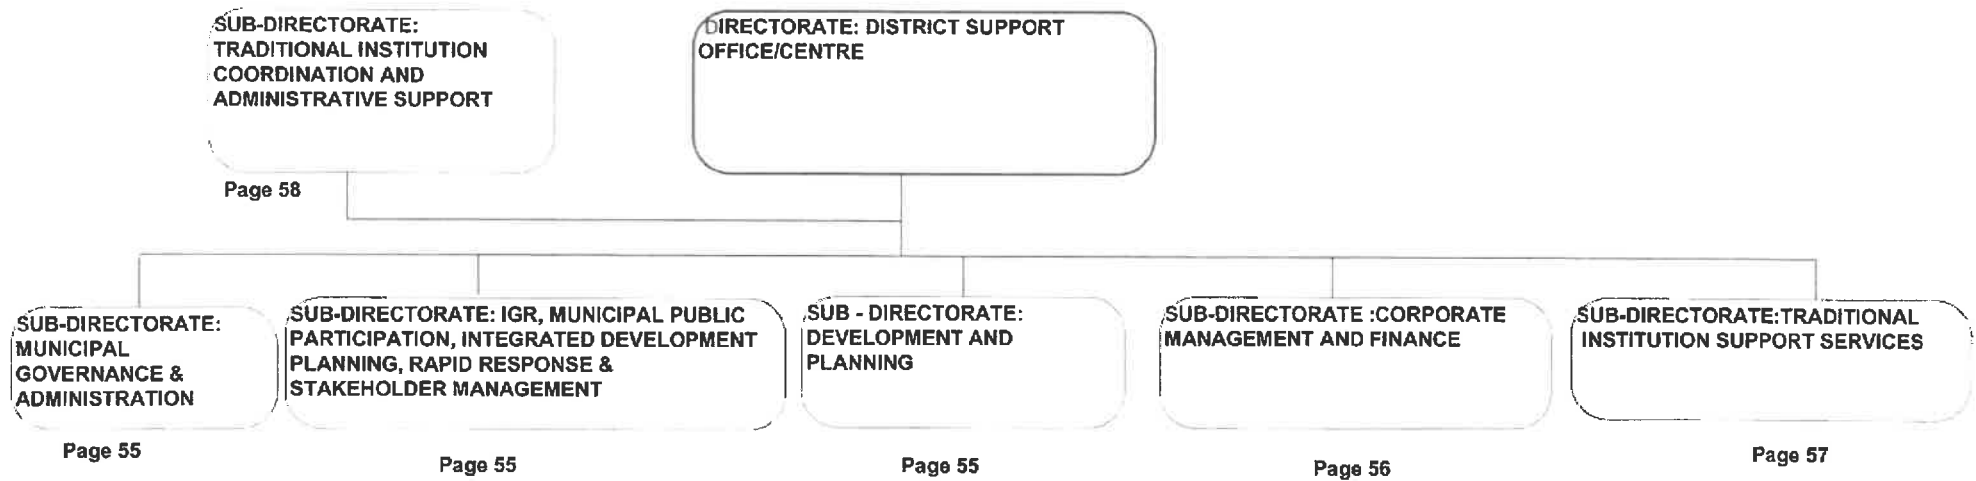 SUB-DIRECTORATE:
TRADITIONAL INSTITUTION
COORDINATION AND
ADMINISTRATIVE SUPPORT
Page 58
DIRECTORATE: DISTRICT SUPPORT
OFFICE/CENTRE
SUB-DIRECTORATE:
MUNICIPAL
GOVERNANCE &
ADMINISTRATION
Page 55
SUB-DIRECTORATE: IGR, MUNICIPAL PUBLIC
PARTICIPATION, INTEGRATED DEVELOPMENT
PLANNING, RAPID RESPONSE &
STAKEHOLDER MANAGEMENT
Page 55
SUB - DIRECTORATE:
DEVELOPMENT AND
PLANNING
Page 55
SUB-DIRECTORATE :CORPORATE
MANAGEMENT AND FINANCE
Page 56
SUB-DIRECTORATE:TRADITIONAL
INSTITUTION SUPPORT SERVICES
Page 57